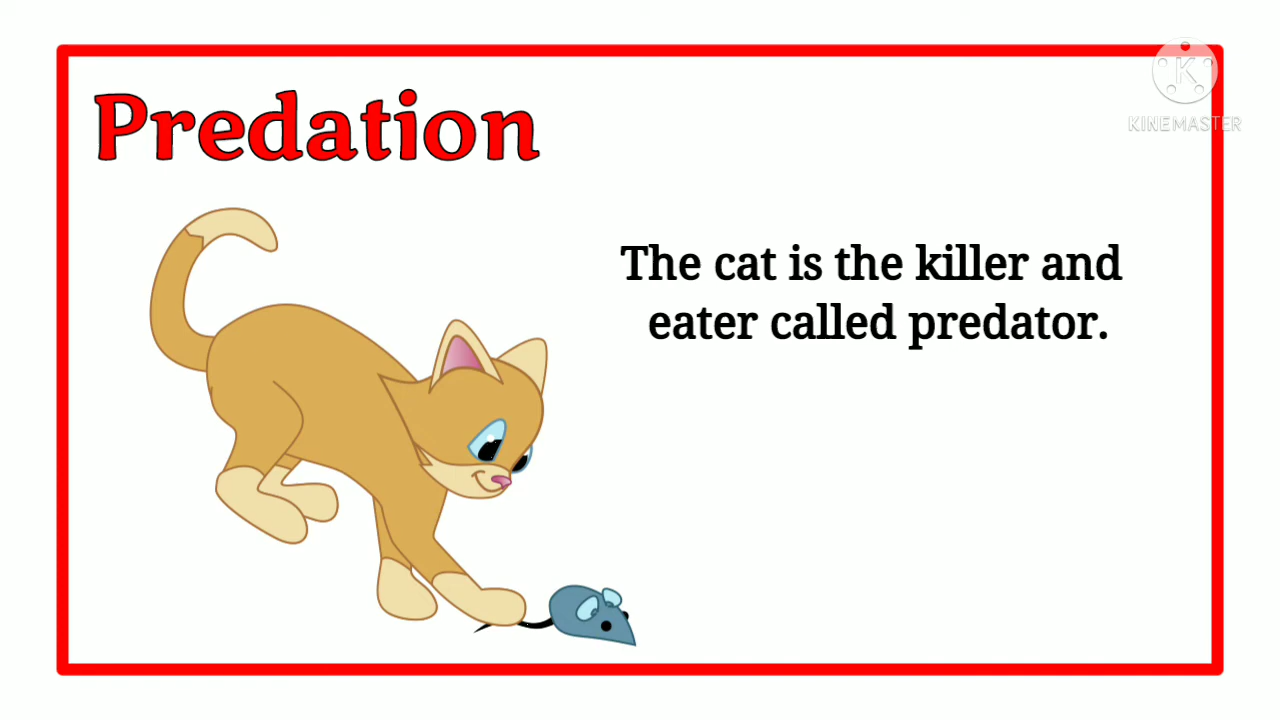 Predation
K
KINEMASTER
The cat is the killer and
eater called predator.